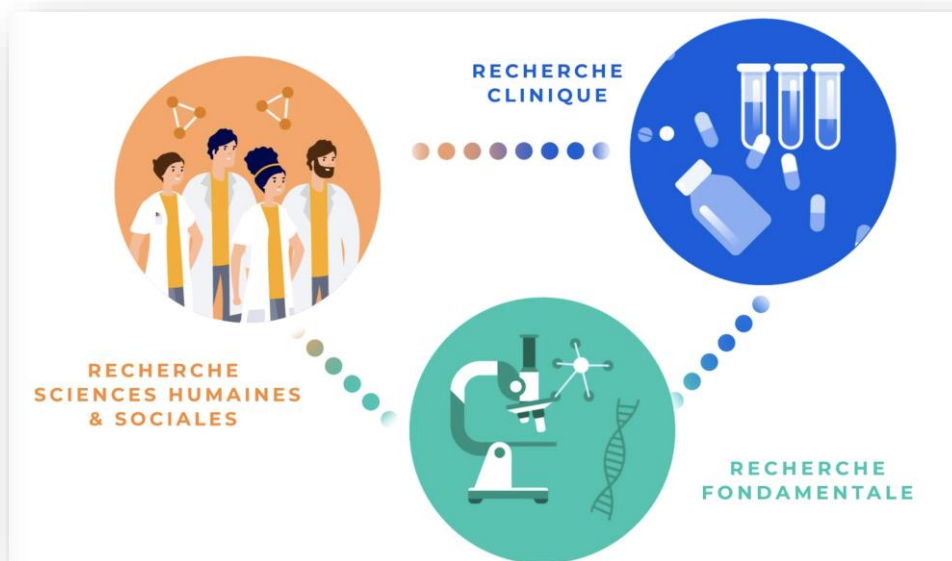 RECHERCHE
CLINIQUE
RECHERCHE
SCIENCES HUMAINES
& SOCIALES
RECHERCHE
FONDAMENTALE